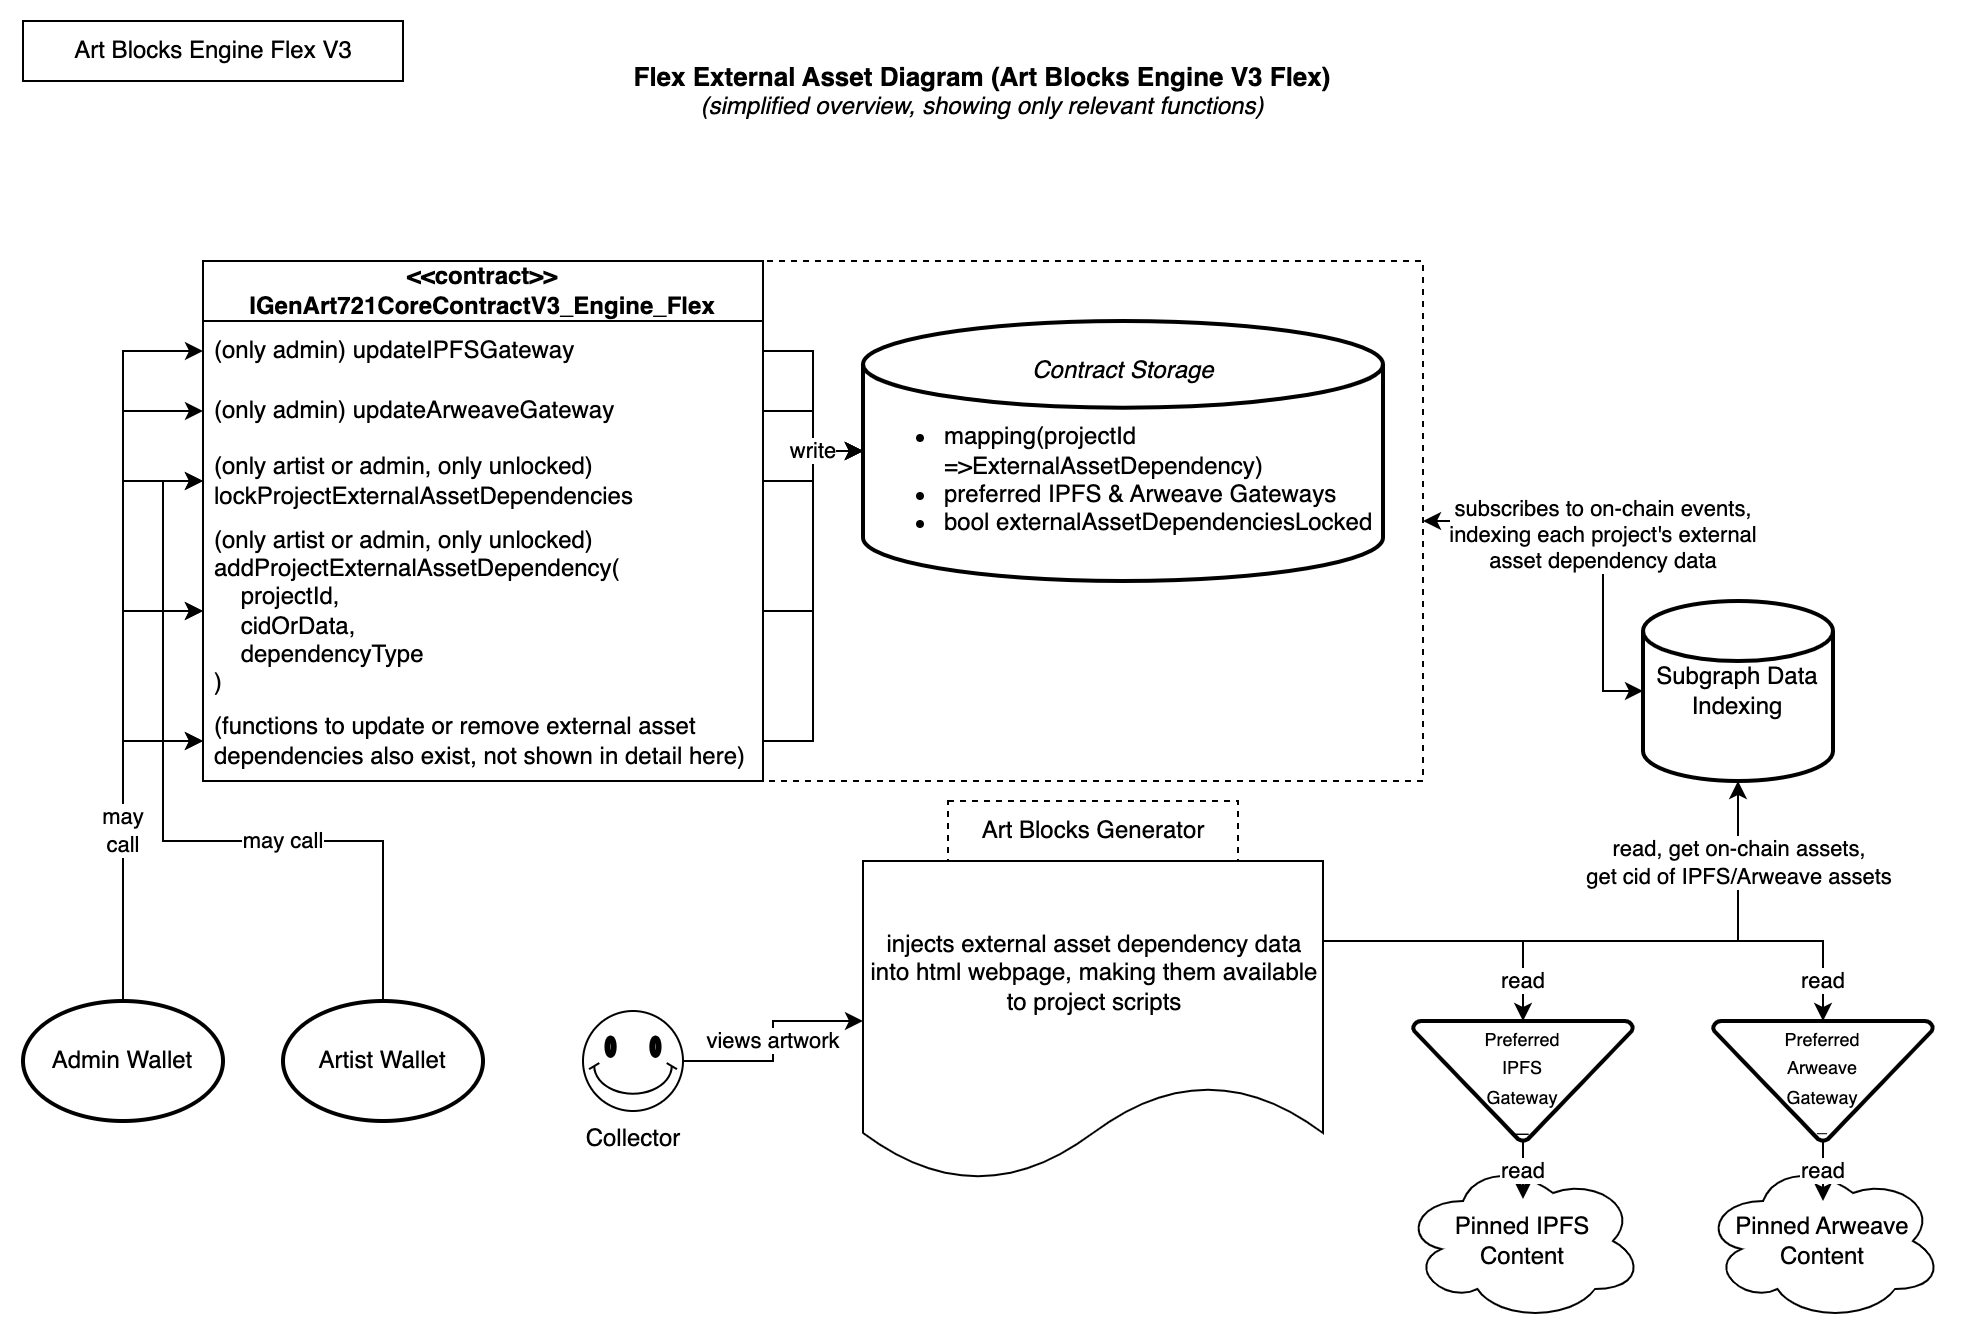 Art Blocks Engine Flex V3
Flex External Asset Diagram (Art Blocks Engine V3 Flex)
(simplified overview, showing only relevant functions)
<<contract>>
IGenArt721CoreContractV3_Engine_Flex
(only admin) updateIPFSGateway
(only admin) updateArweaveGateway
(only artist or admin, only unlocked)
lockProjectExternalAssetDependencies
(only artist or admin, only unlocked)
addProjectExternalAssetDependency(
projectId,
cidOrData,
dependencyType
)
(functions to update or remove external asset
dependencies also exist, not shown in detail here)
write
Contract Storage
• mapping(projectId
=>ExternalAssetDependency)
• preferred IPFS & Arweave Gateways
• bool externalAssetDependenciesLocked
subscribes to on-chain events,
indexing each project's external
asset dependency data
Subgraph Data
Indexing
may
call
may call
Admin Wallet
Artist Wallet
Collector
views artwork
Art Blocks Generator
injects external asset dependency data
into html webpage, making them available
to project scripts
read, get on-chain assets,
get cid of IPFS/Arweave assets
read
read
Preferred
IPFS
Gateway
Preferred
Arweave
Gateway
read
read
Pinned IPFS
Content
Pinned Arweave
Content